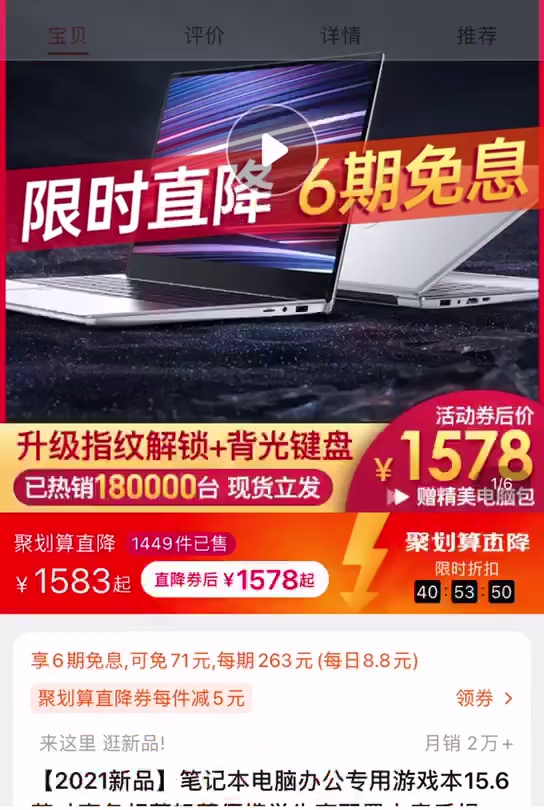 宝贝 评价 详情 推荐
限时直降 6期免息
升级指纹解锁+背光键盘
已热销180000台 现货立发
活动券后价
¥1578
1/6
赠精美电脑包
聚划算直降 1449件已售
¥1583起 直降券后¥1578起
聚划算直降
限时折扣
40:53:50
享6期免息,可免71元,每期263元(每日8.8元)
聚划算直降券每件减5元 领券 >
来这里 逛新品! 月销 2万+
【2021新品】笔记本电脑办公专用游戏本15.6